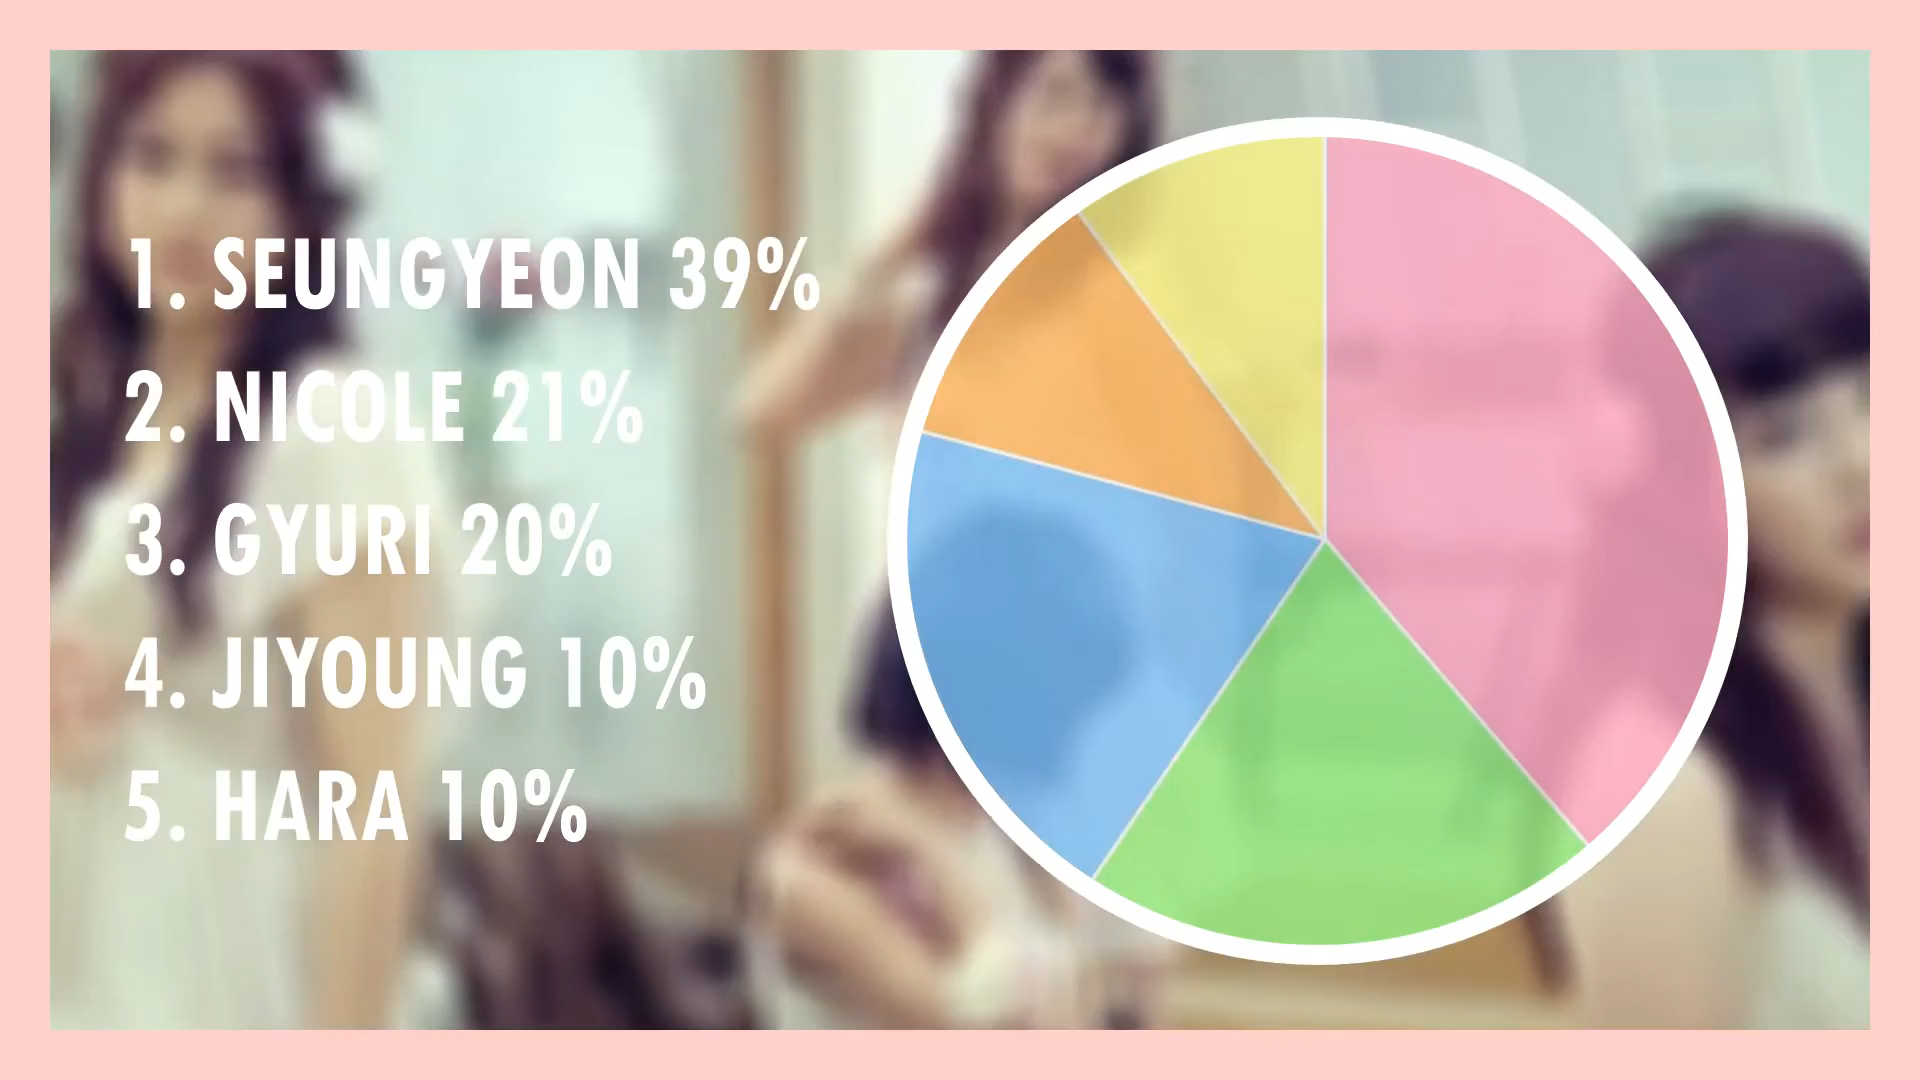 1. SEUNGYEON 39%
2. NICOLE 21%
3. GYURI 20%
4. JIYOUNG 10%
5. HARA 10%